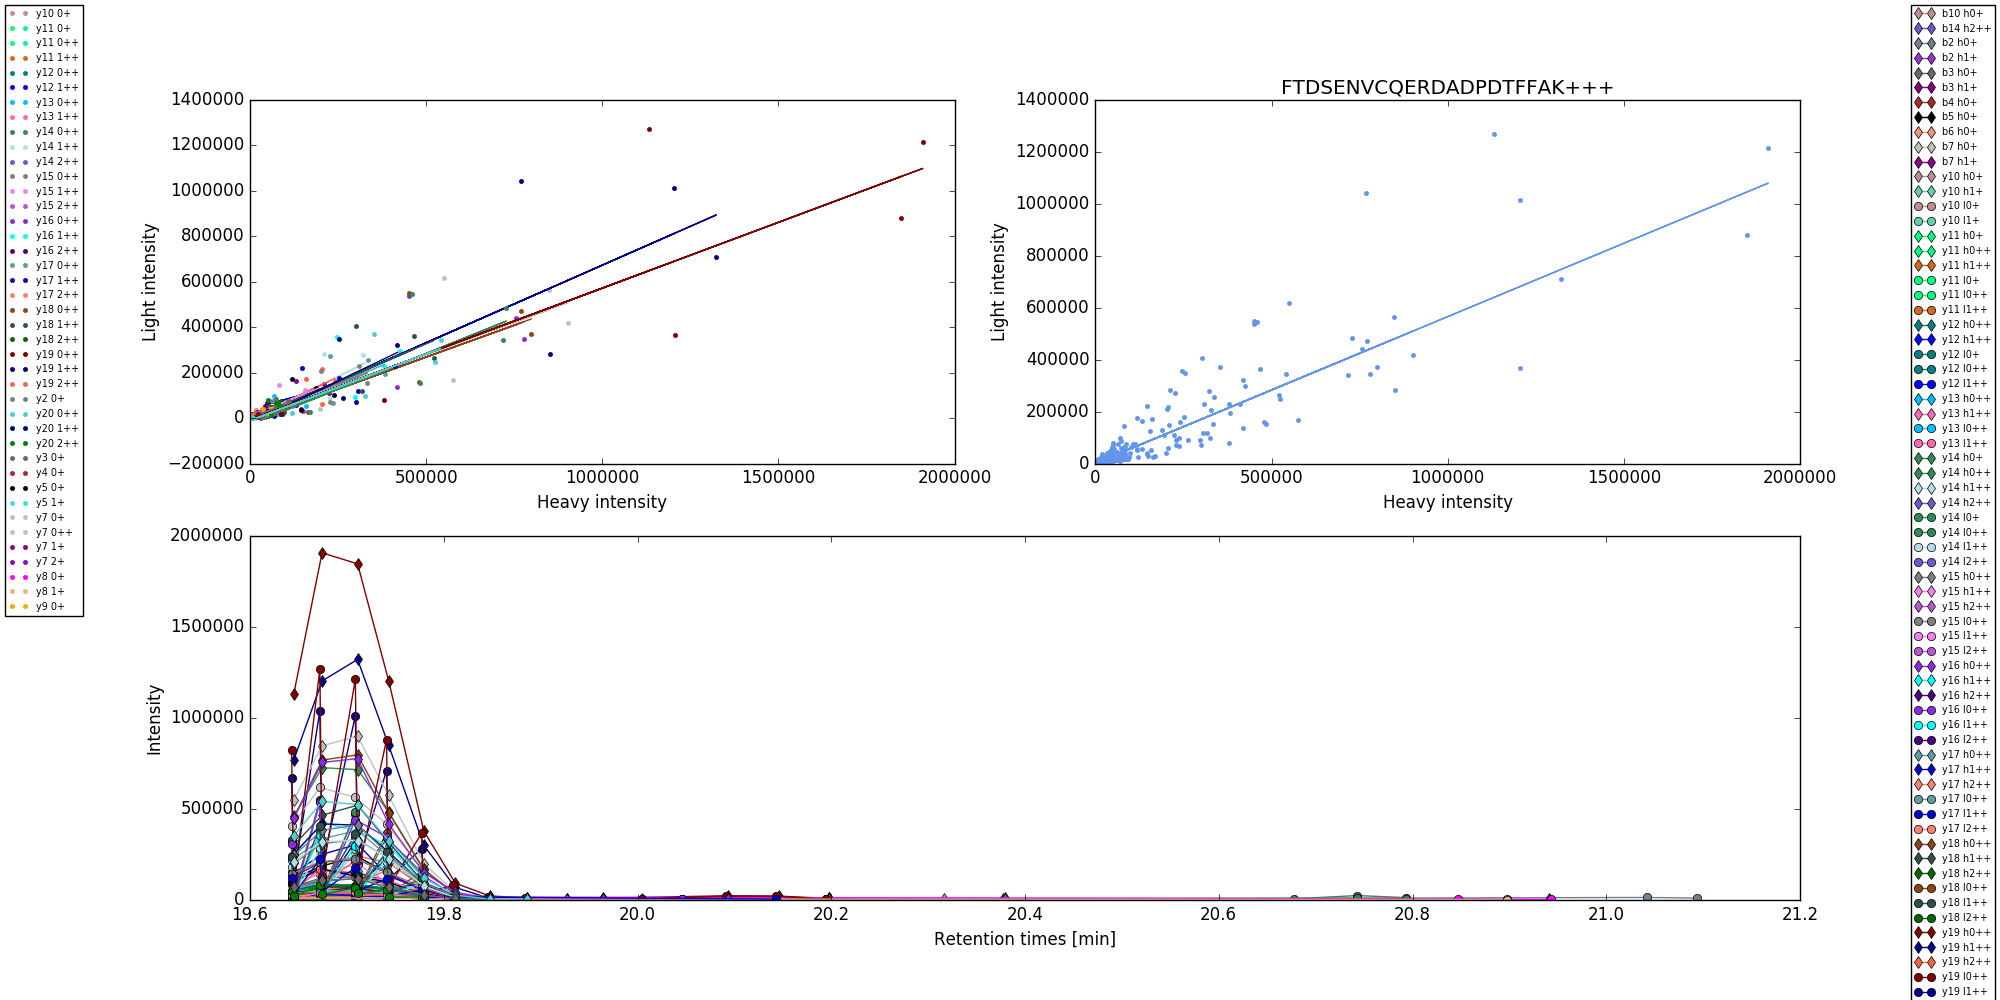 y10 0+
y11 0+
y11 0++
y11 1++
y12 0++
y12 1++
y13 0++
y13 1++
y14 0++
y14 1++
y14 2++
y15 0++
y15 1++
y15 2++
y16 0++
y16 1++
y16 2++
y17 0++
y17 1++
y17 2++
y18 0++
y18 1++
y18 2++
y19 0++
y19 1++
y19 2++
y2 0+
y20 0++
y20 1++
y20 2++
y3 0+
y4 0+
y5 0+
y5 1+
y7 0+
y7 0++
y7 1+
y7 2+
y8 0+
y8 1+
y9 0+
1400000
1200000
1000000
800000
600000
400000
200000
0
−200000
Light intensity
0 500000 1000000 1500000 2000000
Heavy intensity
FTDSENVCQERDADPDTFFAK+++
1400000
1200000
1000000
800000
600000
400000
200000
0
Light intensity
0 500000 1000000 1500000 2000000
Heavy intensity
2000000
1500000
1000000
500000
0
Intensity
19.6 19.8 20.0 20.2 20.4 20.6 20.8 21.0 21.2
Retention times [min]
b10 h0+
b14 h2++
b2 h0+
b2 h1+
b3 h0+
b3 h1+
b4 h0+
b5 h0+
b6 h0+
b7 h0+
b7 h1+
y10 h0+
y10 h1+
y10 l0+
y10 l1+
y11 h0+
y11 h0++
y11 h1++
y11 l0+
y11 l0++
y11 l1++
y12 h0++
y12 h1++
y12 l0+
y12 l0++
y12 l1++
y13 h0++
y13 h1++
y13 l0++
y13 l1++
y14 h0+
y14 h0++
y14 h1++
y14 h2++
y14 l0+
y14 l0++
y14 l1++
y14 l2++
y15 h0++
y15 h1++
y15 h2++
y15 l0++
y15 l1++
y15 l2++
y16 h0++
y16 h1++
y16 h2++
y16 l0++
y16 l1++
y16 l2++
y17 h0++
y17 h1++
y17 h2++
y17 l0++
y17 l1++
y17 l2++
y18 h0++
y18 h1++
y18 h2++
y18 l0++
y18 l1++
y18 l2++
y19 h0++
y19 h1++
y19 h2++
y19 l0++
y19 l1++